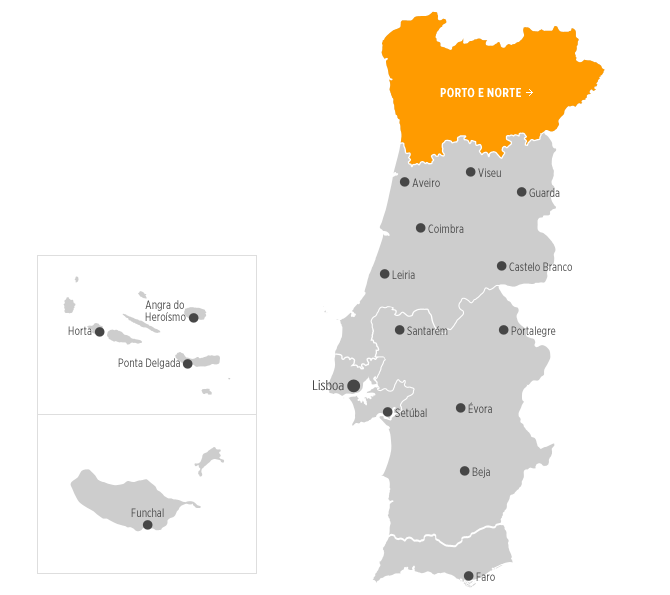 PORTO E NORTE →
Viseu
Aveiro
Guarda
Coimbra
Castelo Branco
Leiria
Angra do
Heroísmo
Horta
Santarém
Portalegre
Ponta Delgada
Lisboa
Setúbal
Évora
Beja
Funchal
Faro